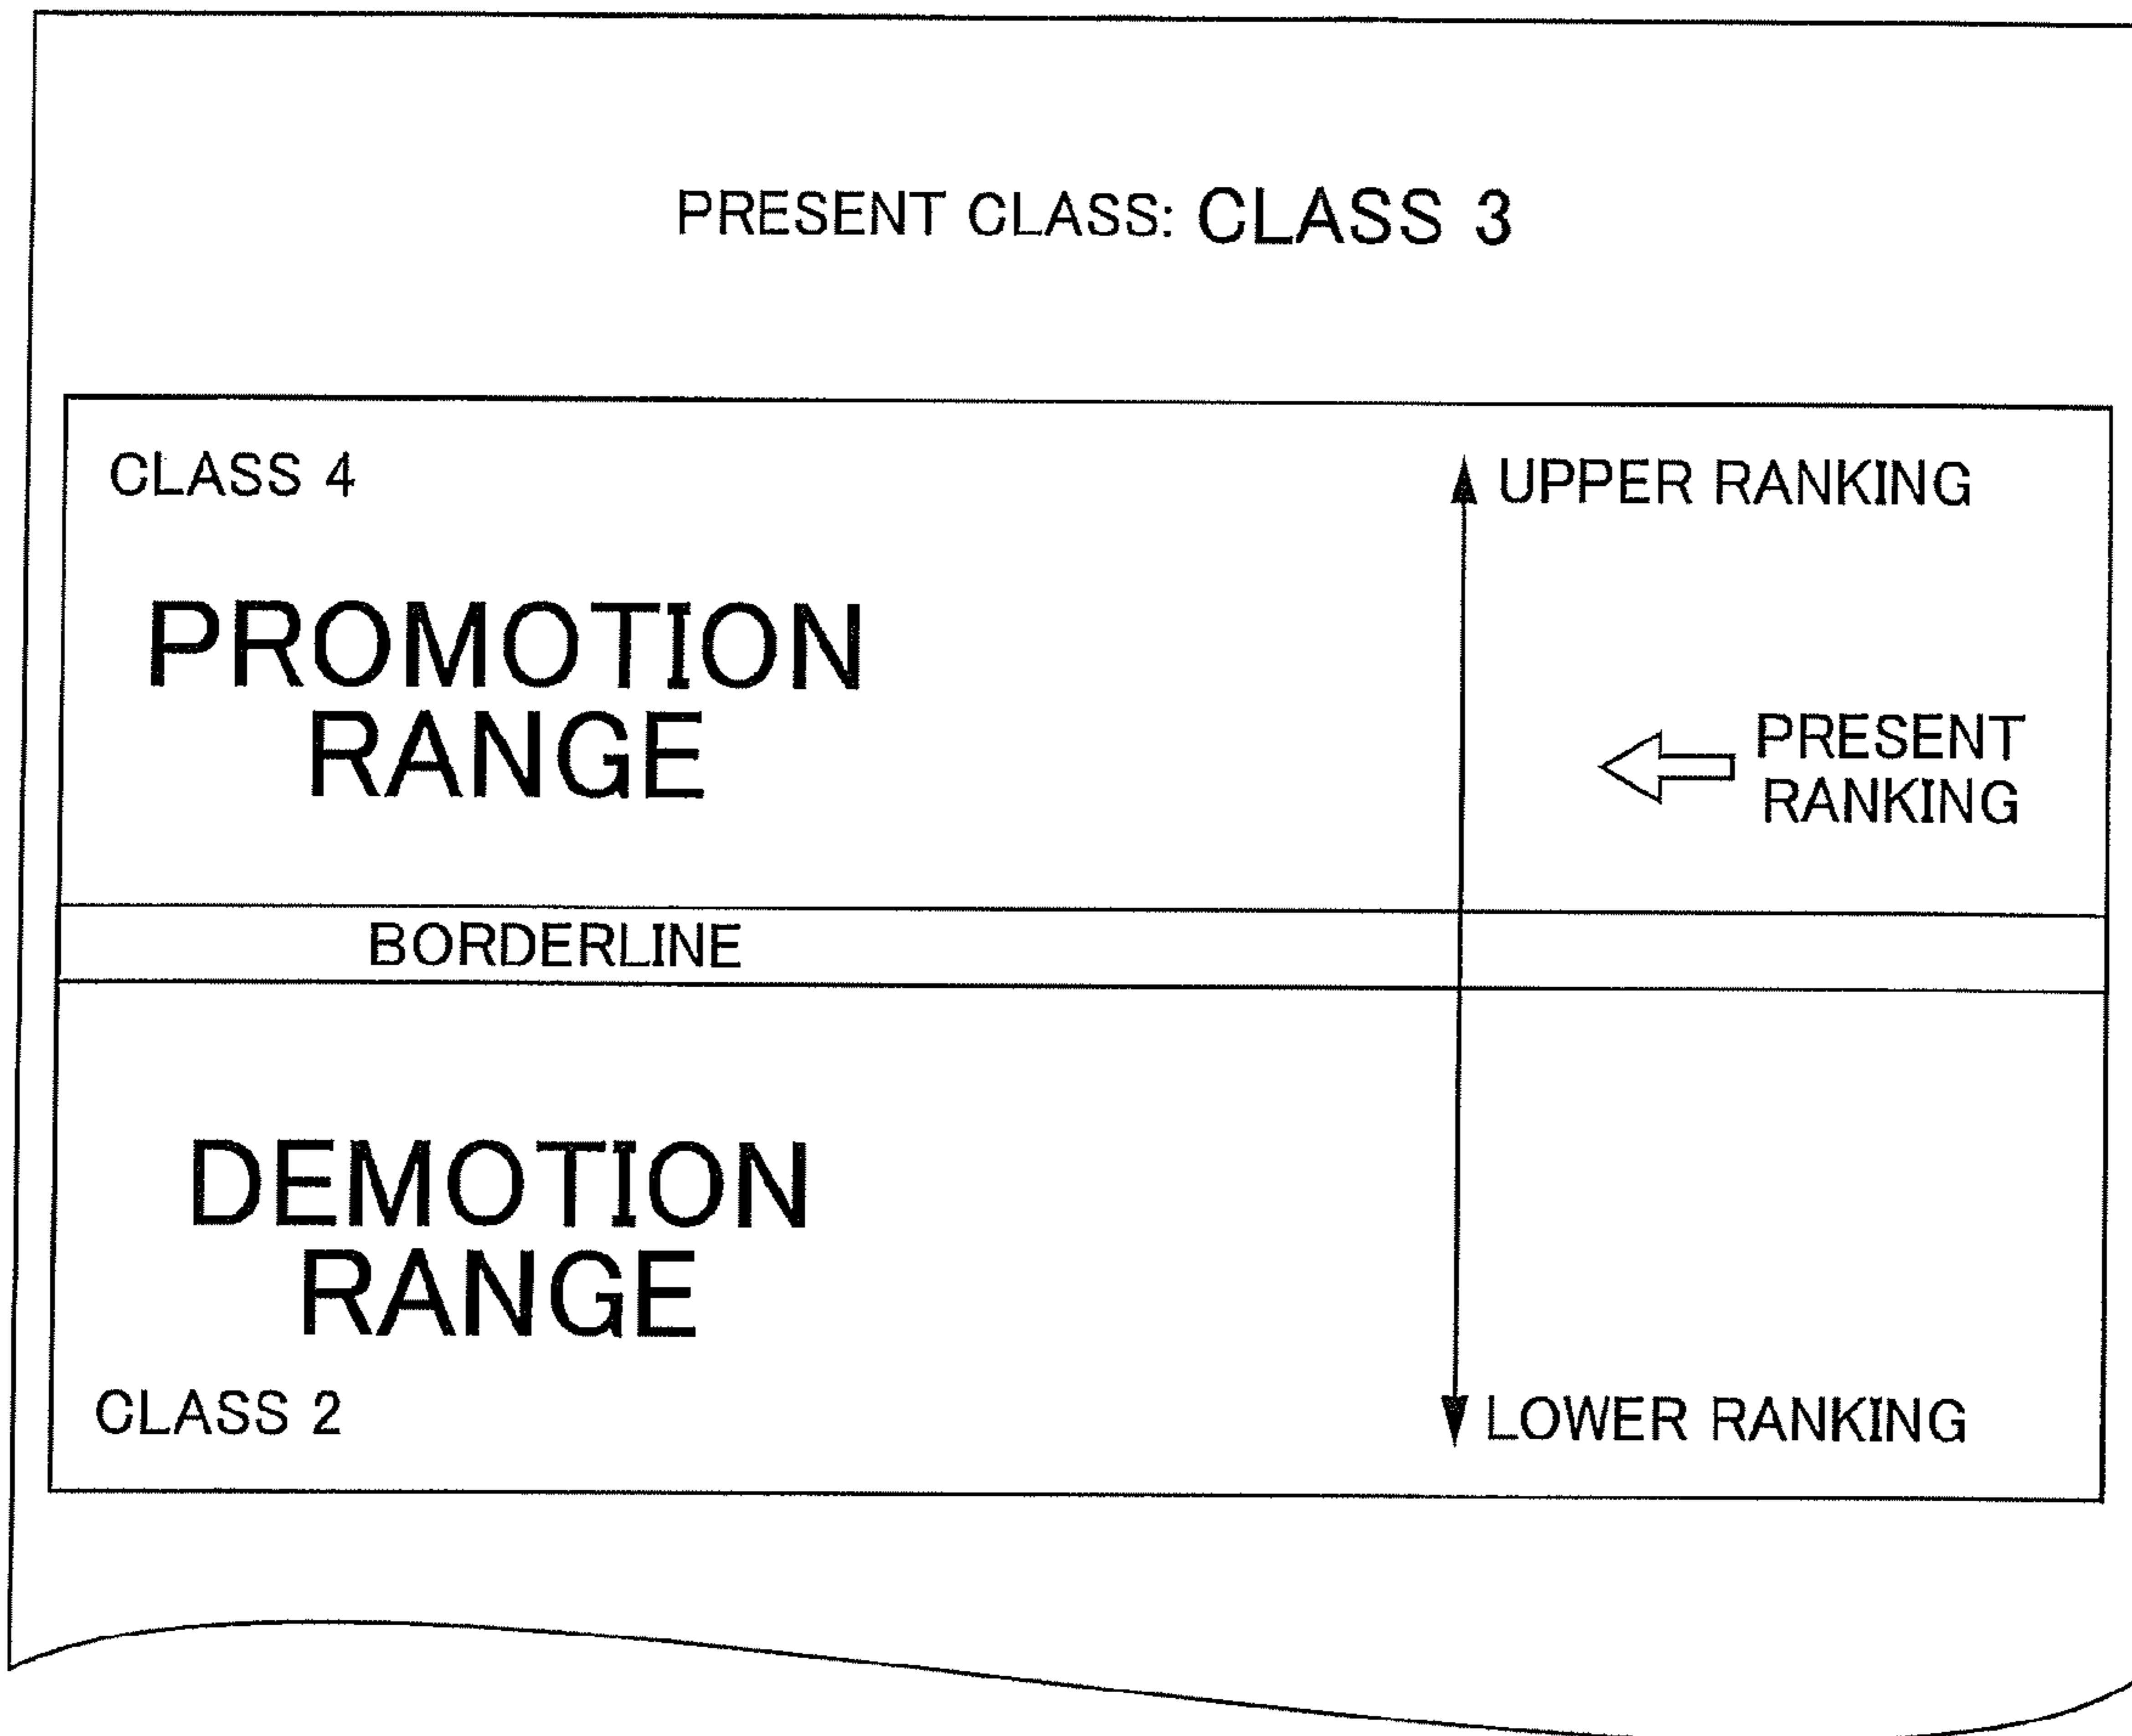 PRESENT CLASS: CLASS 3
CLASS 4
UPPER RANKING
PROMOTION
RANGE
PRESENT
RANKING
BORDERLINE
DEMOTION
RANGE
CLASS 2
LOWER RANKING